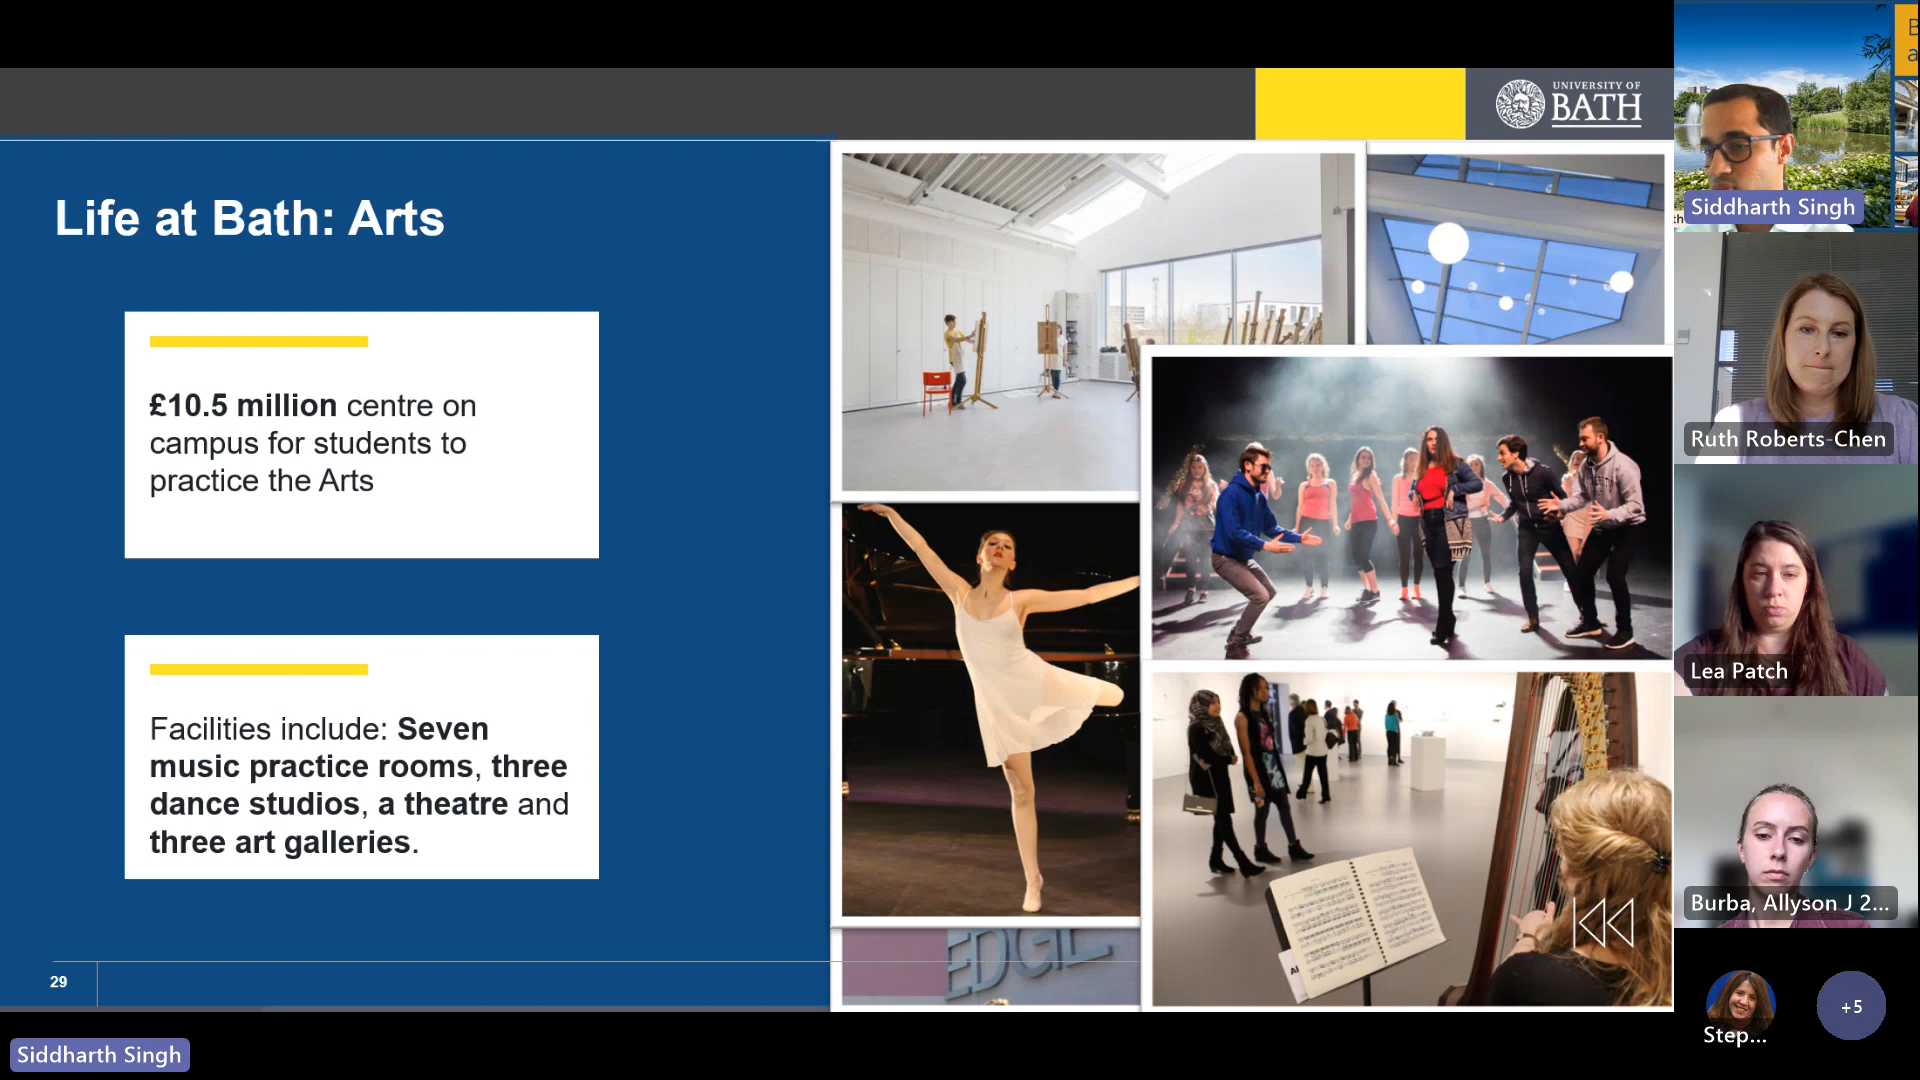 UNIVERSITY OF
BATH
Life at Bath: Arts
£10.5 million centre on
campus for students to
practice the Arts
Facilities include: Seven
music practice rooms, three
dance studios, a theatre and
three art galleries.
29
EDGE
Siddharth Singh
Siddharth Singh
Ruth Roberts-Chen
Lea Patch
Burba, Allyson J 2...
Step...
+5